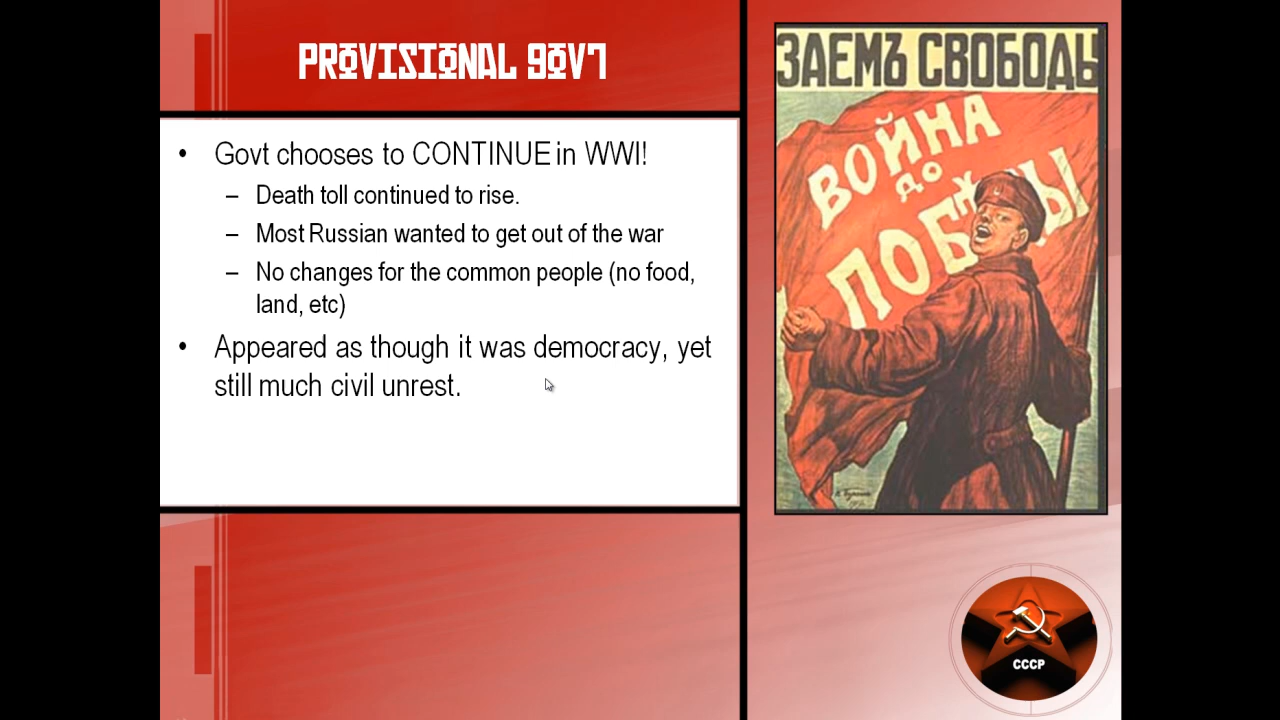 PROVISIONAL GOVT
• Govt chooses to CONTINUE in WWI!
– Death toll continued to rise.
– Most Russian wanted to get out of the war
– No changes for the common people (no food,
land, etc)
• Appeared as though it was democracy, yet
still much civil unrest.
ЗАЕМЪ СВОБОДЫ
ВОЙНА
ДО
ПОБѢДЫ
СССР